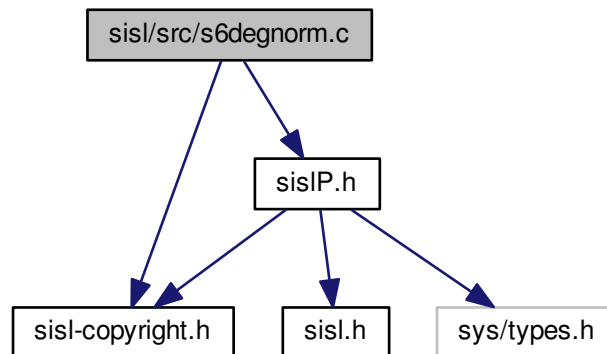 sisl/src/s6degnorm.c
sislP.h
sisl-copyright.h
sisl.h
sys/types.h